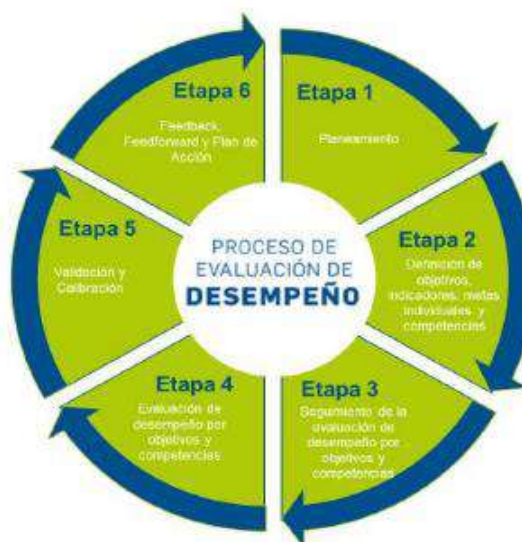 PROCESO DE
EVALUACIÓN DE
DESEMPEÑO
Etapa 1
Planeamiento
Etapa 2
Definición de
objetivos,
indicadores, metas
individuales y
competencias
Etapa 3
Seguimiento de la
evaluación de
desempeño por
objetivos y
competencias
Etapa 4
Evaluación de
desempeño por
objetivos y
competencias
Etapa 5
Validación y
Calibración
Etapa 6
Feedback,
Feedforward y Plan de
Acción